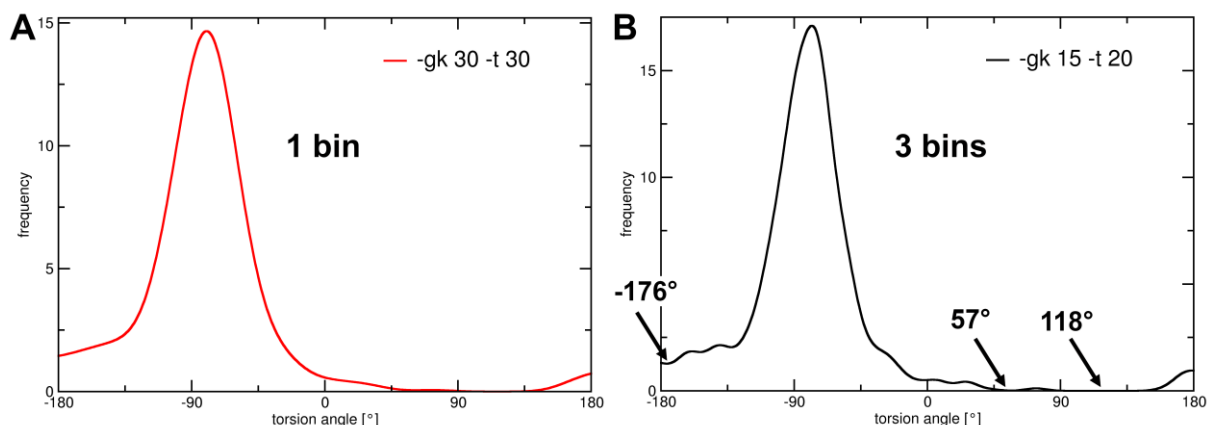 A
15
-gk 30 -t 30
1 bin
10
frequency
5
0
-180
-90
0
90
180
torsion angle [°]
B
-gk 15 -t 20
15
3 bins
10
frequency
5
-176°
57°
118°
0
-180
-90
0
90
180
torsion angle [°]